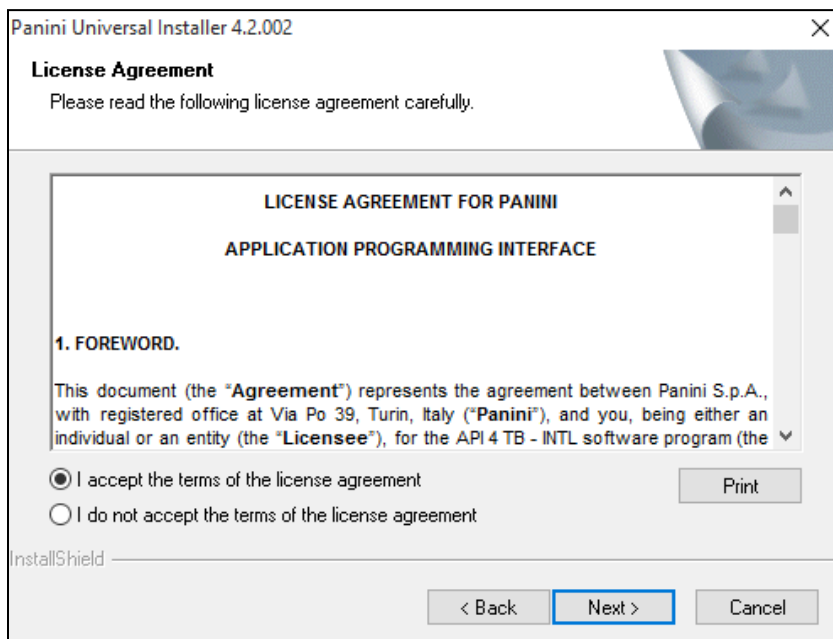 Panini Universal Installer 4.2.002
License Agreement
Please read the following license agreement carefully.
LICENSE AGREEMENT FOR PANINI
APPLICATION PROGRAMMING INTERFACE
1. FOREWORD.
This document (the “Agreement”) represents the agreement between Panini S.p.A.,
with registered office at Via Po 39, Turin, Italy (“Panini”), and you, being either an
individual or an entity (the “Licensee”), for the API 4 TB - INTL software program (the
I accept the terms of the license agreement
Print
I do not accept the terms of the license agreement
InstallShield
< Back
Next >
Cancel